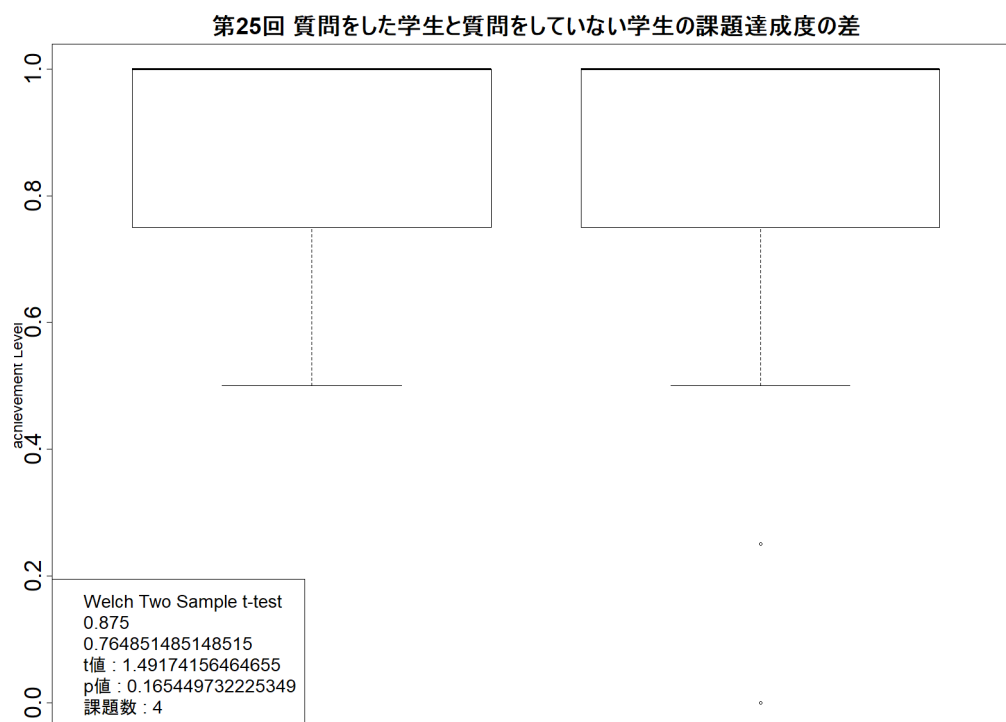 第25回 質問をした学生と質問をしていない学生の課題達成度の差
1.0
0.8
0.6
achievement Level
0.4
0.2
0.0
Welch Two Sample t-test
0.875
0.764851485148515
t値 : 1.49174156464655
p値 : 0.165449732225349
課題数 : 4